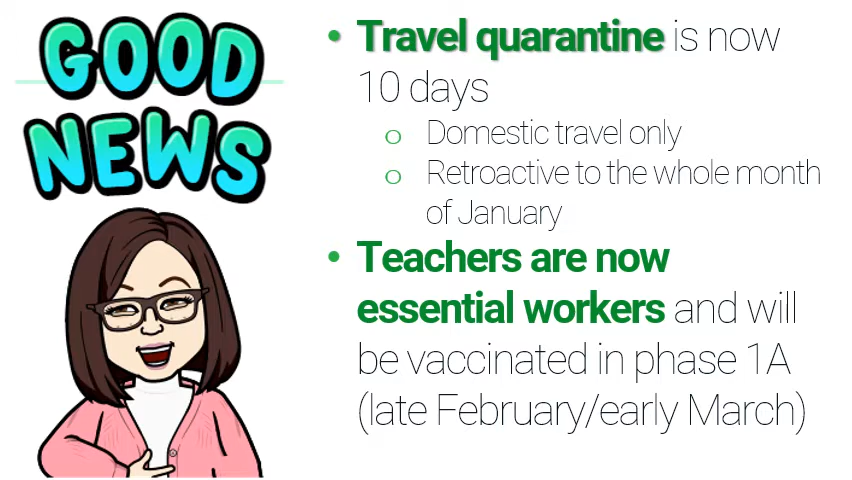 GOOD
NEWS
• Travel quarantine is now
10 days
o Domestic travel only
o Retroactive to the whole month
of January
• Teachers are now
essential workers and will
be vaccinated in phase 1A
(late February/early March)